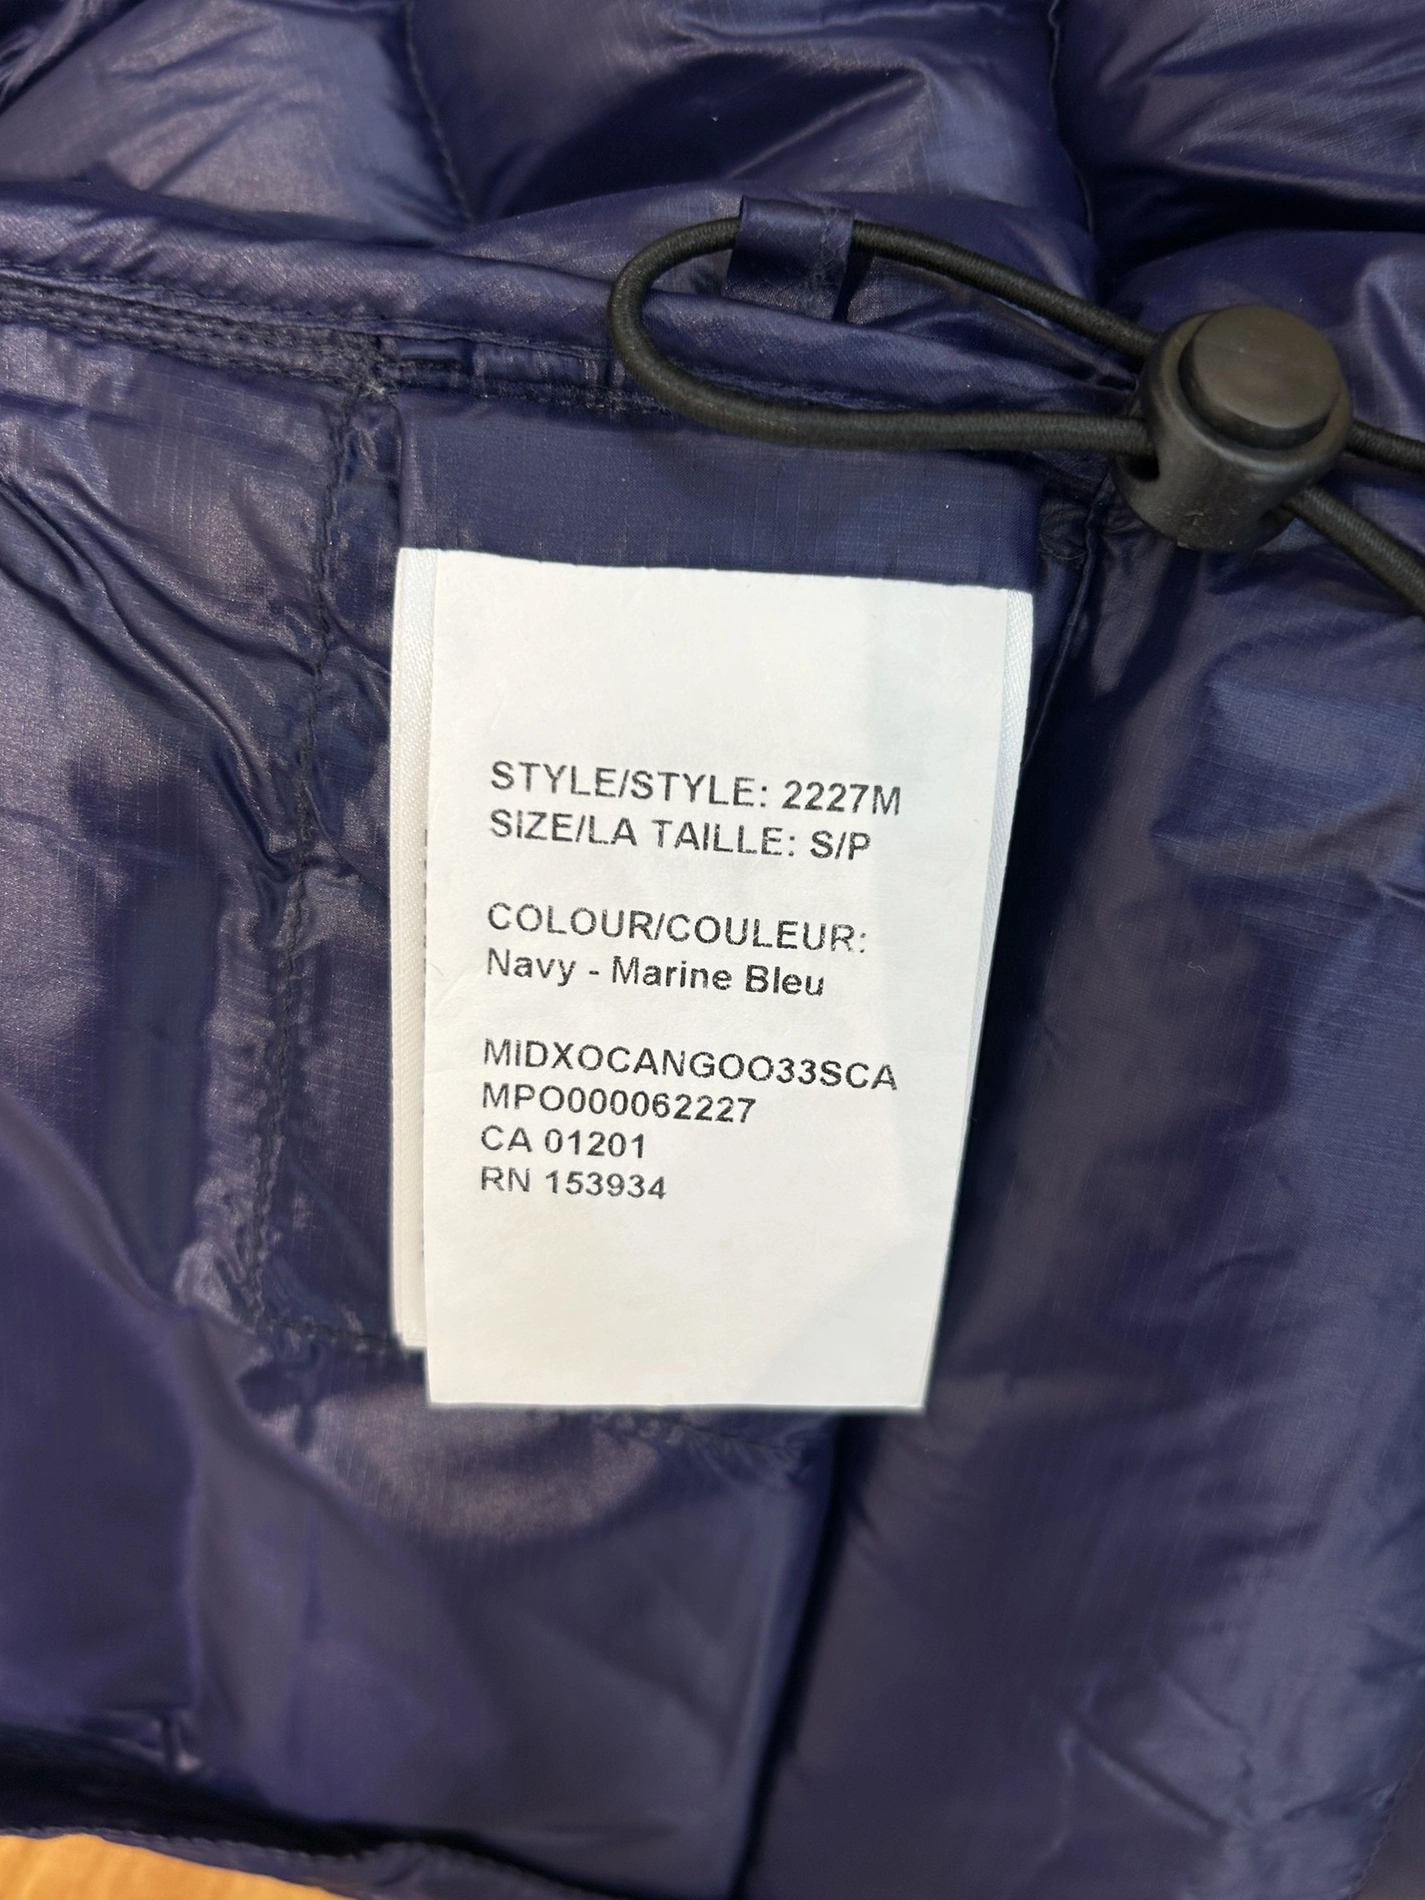 STYLE/STYLE: 2227M
SIZE/LA TAILLE: S/P
COLOUR/COULEUR:
Navy - Marine Bleu
MIDXOCANGOO33SCA
MPO000062227
CA 01201
RN 153934